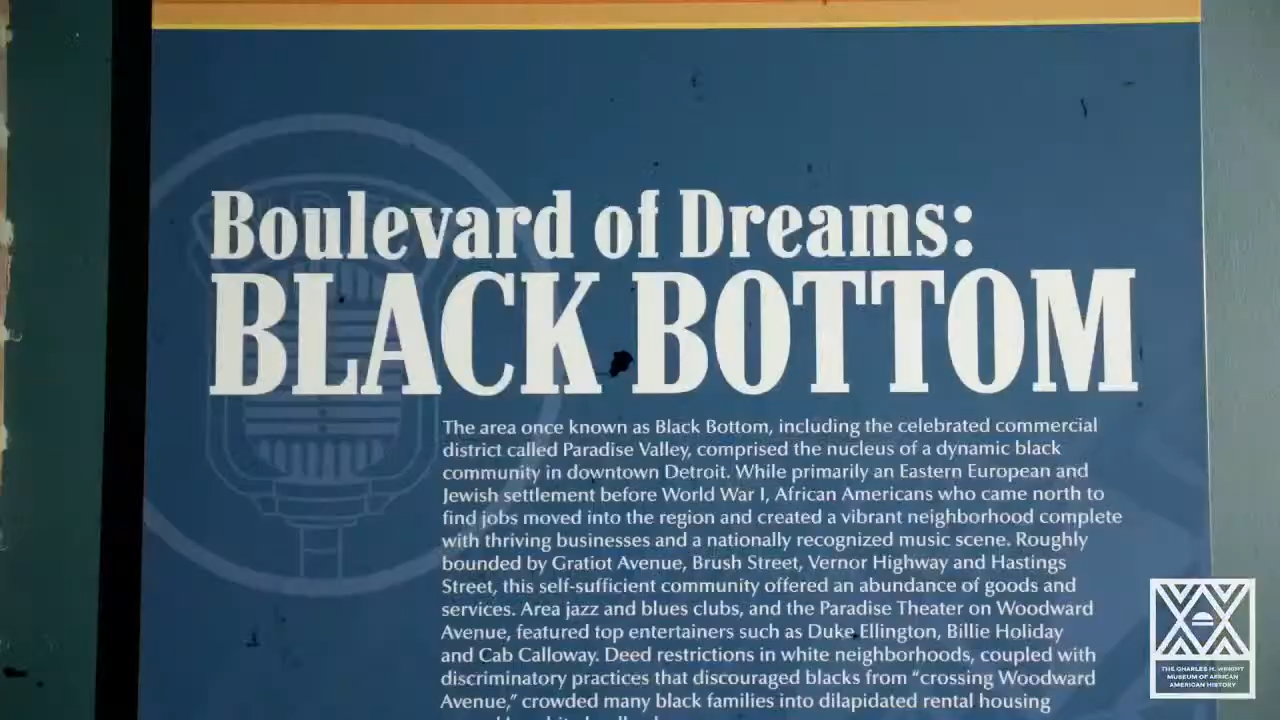 Boulevard of Dreams:
BLACK BOTTOM
The area once known as Black Bottom, including the celebrated commercial
district called Paradise Valley, comprised the nucleus of a dynamic black
community in downtown Detroit. While primarily an Eastern European and
Jewish settlement before World War I, African Americans who came north to
find jobs moved into the region and created a vibrant neighborhood complete
with thriving businesses and a nationally recognized music scene. Roughly
bounded by Gratiot Avenue, Brush Street, Vernor Highway and Hastings
Street, this self-sufficient community offered an abundance of goods and
services. Area jazz and blues clubs, and the Paradise Theater on Woodward
Avenue, featured top entertainers such as Duke Ellington, Billie Holiday
and Cab Calloway. Deed restrictions in white neighborhoods, coupled with
discriminatory practices that discouraged blacks from “crossing Woodward
Avenue,” crowded many black families into dilapidated rental housing
THE CHARLES H. WRIGHT
MUSEUM OF AFRICAN
AMERICAN HISTORY